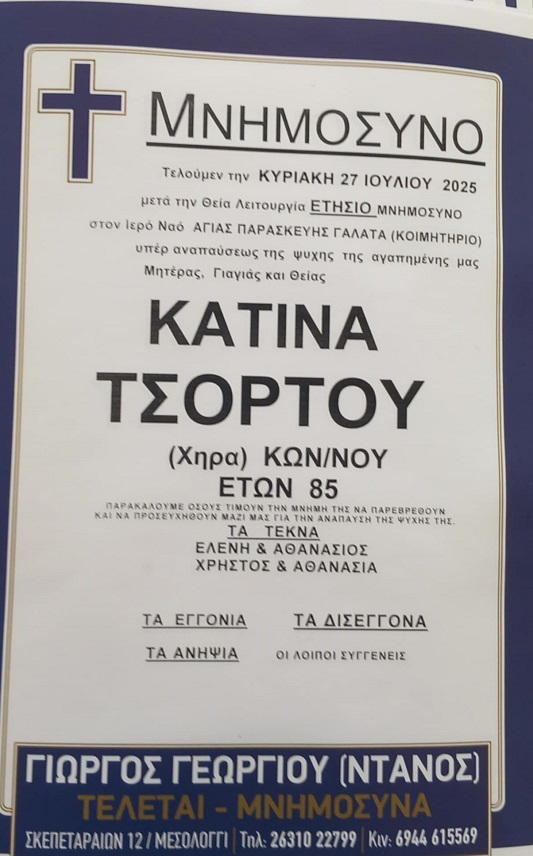 ΜΝΗΜΟΣΥΝΟ
Τελούμεν την ΚΥΡΙΑΚΗ 27 ΙΟΥΛΙΟΥ 2025
μετά την Θεία Λειτουργία ΕΤΗΣΙΟ ΜΝΗΜΟΣΥΝΟ
στον Ιερό Ναό ΑΓΙΑΣ ΠΑΡΑΣΚΕΥΗΣ ΓΑΛΑΤΑ (ΚΟΙΜΗΤΗΡΙΟ)
υπέρ αναπαύσεως της ψυχης της αγαπημένης μας
Μητέρας, Γιαγιάς και Θείας
ΚΑΤΙΝΑ
ΤΣΟΡΤΟΥ
(Χηρα) ΚΩΝ/ΝΟΥ
ΕΤΩΝ 85
ΠΑΡΑΚΑΛΟΥΜΕ ΟΣΟΥΣ ΤΙΜΟΥΝ ΤΗΝ ΜΝΗΜΗ ΤΗΣ ΝΑ ΠΑΡΕΒΡΕΘΟΥΝ
ΚΑΙ ΝΑ ΠΡΟΣΕΥΧΗΘΟΥΝ ΜΑΖΙ ΜΑΣ ΓΙΑ ΤΗΝ ΑΝΑΠΑΥΣΗ ΤΗΣ ΨΥΧΗΣ ΤΗΣ.
ΤΑ ΤΕΚΝΑ
ΕΛΕΝΗ & ΑΘΑΝΑΣΙΟΣ
ΧΡΗΣΤΟΣ & ΑΘΑΝΑΣΙΑ
ΤΑ ΕΓΓΟΝΙΑ ΤΑ ΔΙΣΕΓΓΟΝΑ
ΤΑ ΑΝΗΨΙΑ ΟΙ ΛΟΙΠΟΙ ΣΥΓΓΕΝΕΙΣ
ΓΙΩΡΓΟΣ ΓΕΩΡΓΙΟΥ (ΝΤΑΝΟΣ)
ΤΕΛΕΤΑΙ - ΜΝΗΜΟΣΥΝΑ
ΣΚΕΠΕΤΑΡΑΙΩΝ 12 / ΜΕΣΟΛΟΓΓΙ | Τηλ: 26310 22799 | Κιν: 6944 615569